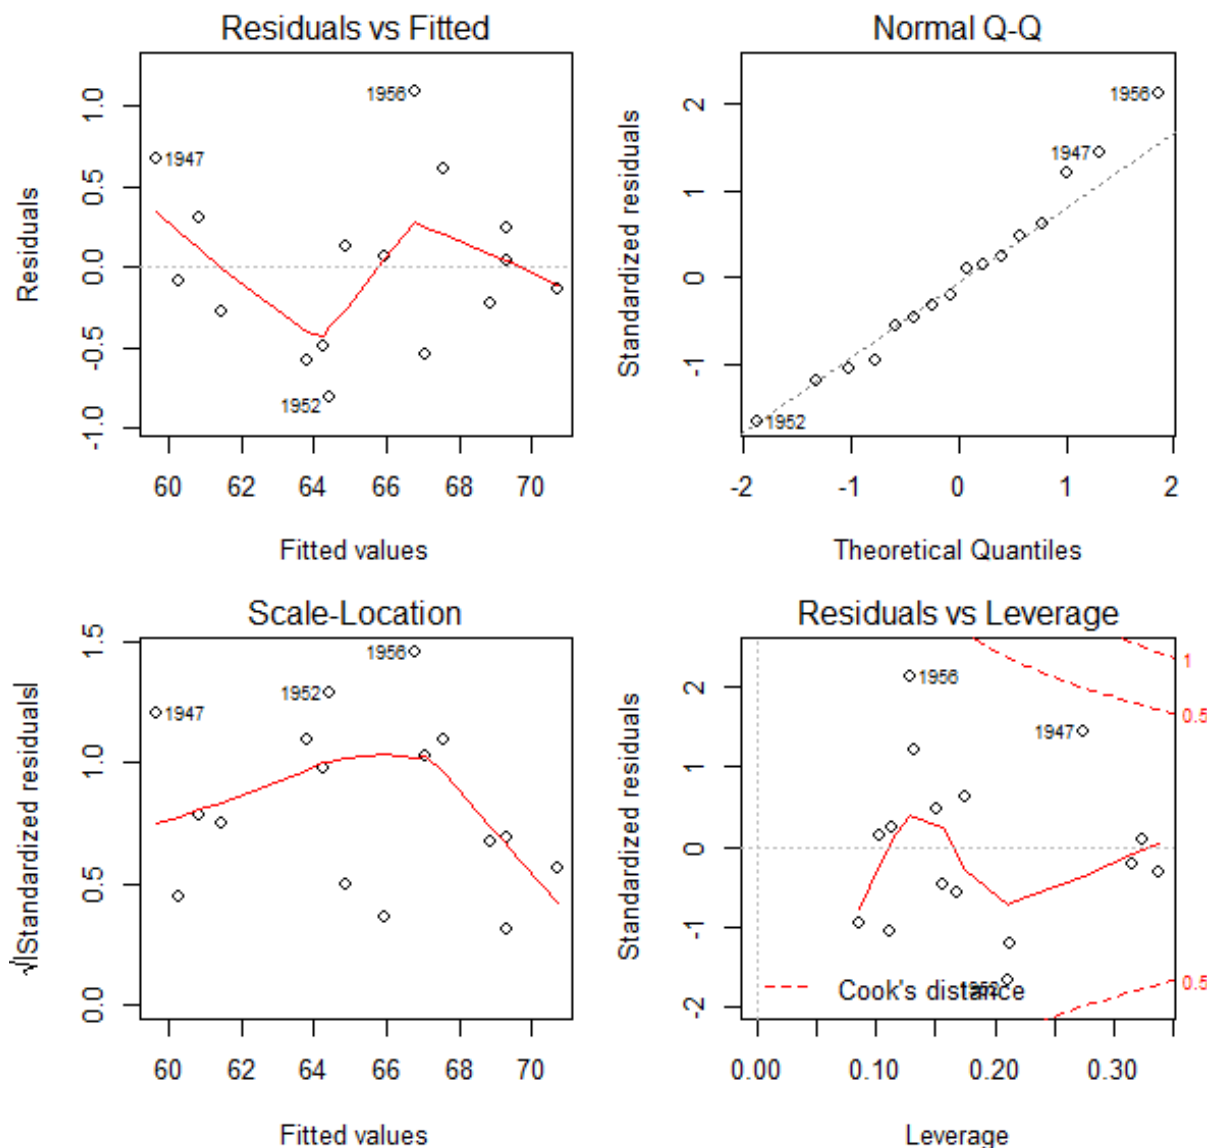 Residuals vs Fitted
Residuals
1.0
0.5
0.0
-0.5
-1.0
1956
1947
1952
60 62 64 66 68 70
Fitted values
Normal Q-Q
Standardized residuals
2
1
0
-1
1956
1947
1952
-2 -1 0 1 2
Theoretical Quantiles
Scale-Location
√|Standardized residuals|
1.5
1.0
0.5
0.0
1956
1952
1947
60 62 64 66 68 70
Fitted values
Residuals vs Leverage
Standardized residuals
2
1
0
-1
-2
1956
1947
1952
1
0.5
0.5
Cook's distance
0.00 0.10 0.20 0.30
Leverage